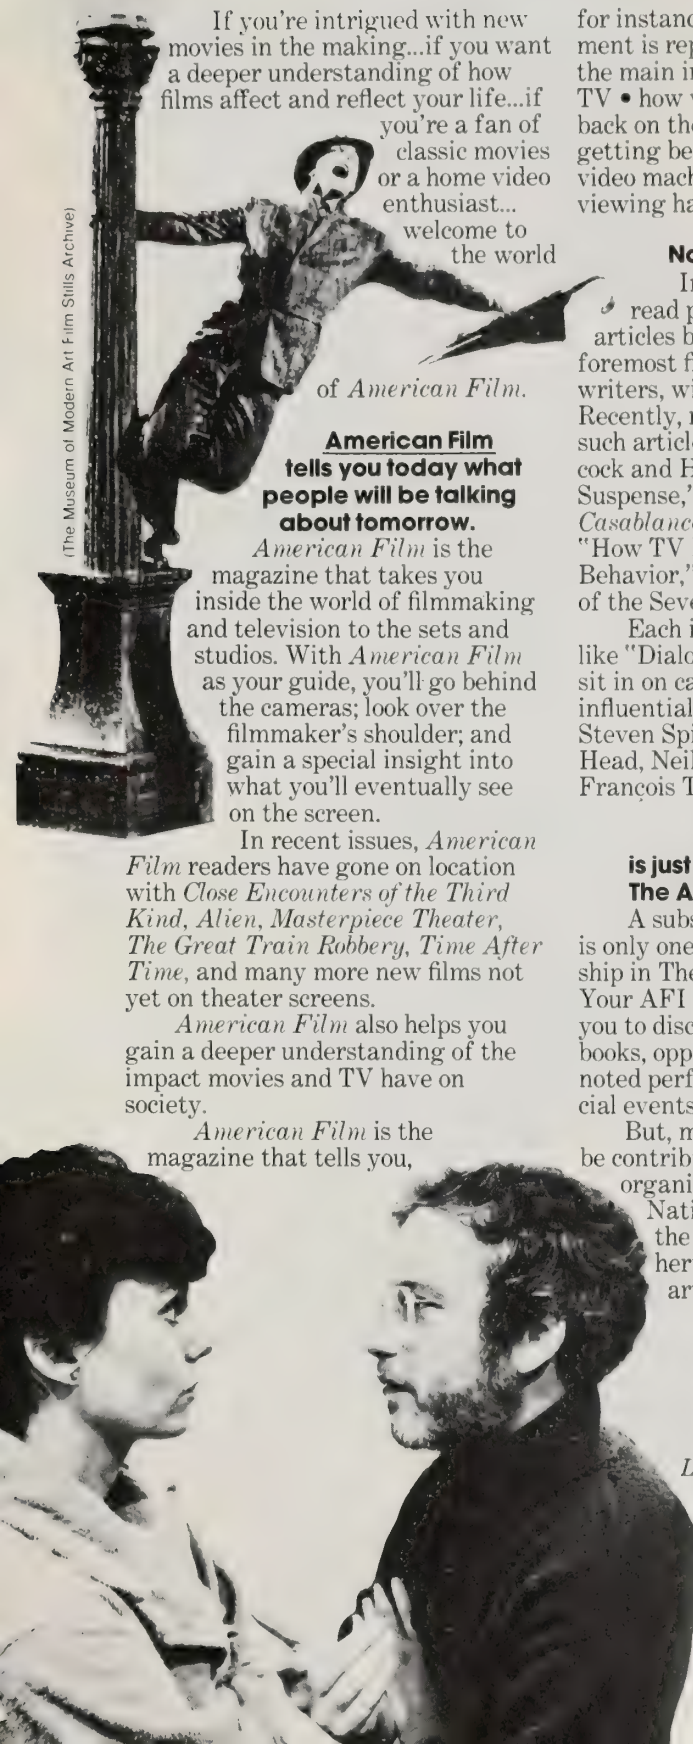 If you're intrigued with new
movies in the making...if you want
a deeper understanding of how
films affect and reflect your life...if
you're a fan of
classic movies
or a home video
enthusiast...
welcome to
the world
of American Film.
(The Museum of Modern Art Film Stills Archive)
American Film
tells you today what
people will be talking
about tomorrow.
American Film is the
magazine that takes you
inside the world of filmmaking
and television to the sets and
studios. With American Film
as your guide, you'll go behind
the cameras; look over the
filmmaker's shoulder; and
gain a special insight into
what you'll eventually see
on the screen.
In recent issues, American
Film readers have gone on location
with Close Encounters of the Third
Kind, Alien, Masterpiece Theater,
The Great Train Robbery, Time After
Time, and many more new films not
yet on theater screens.
American Film also helps you
gain a deeper understanding of the
impact movies and TV have on
society.
American Film is the
magazine that tells you,
for instanc
ment is rep
the main i
TV • how
back on th
getting be
video mach
viewing ha
No
I
read p
articles b
foremost f
writers, w
Recently,
such articl
cock and H
Suspense,'
Casablanc
"How TV
Behavior,"
of the Seve
Each i
like "Dialo
sit in on ca
influential
Steven Spi
Head, Neil
François T
is just
The A
A subs
is only one
ship in The
Your AFI
you to disc
books, opp
noted perf
cial events
But, m
be contrib
organi
Nati
the
her
ar
L